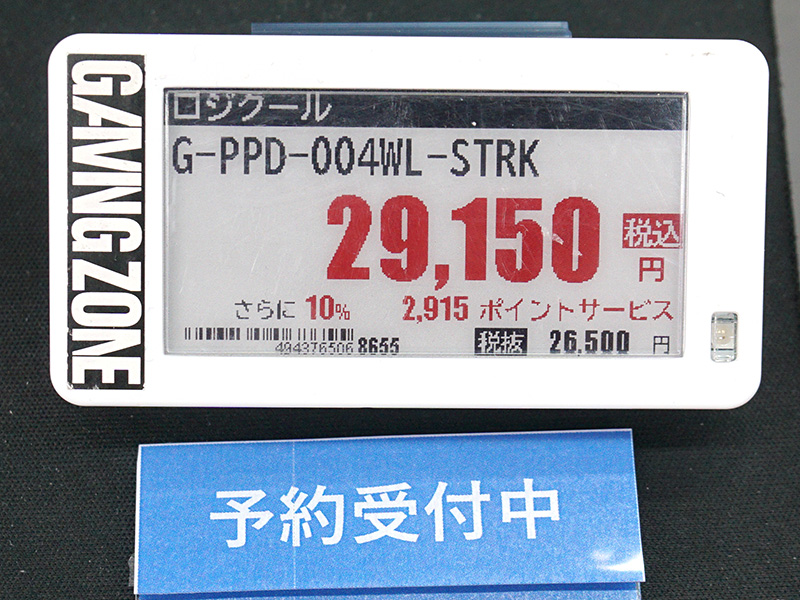 GAMING ZONE
ロジクール
G-PPD-004WL-STRK
29,150 税込 円
さらに 10% 2,915 ポイントサービス
494376506 8655 税抜 26,500 円
予約受付中